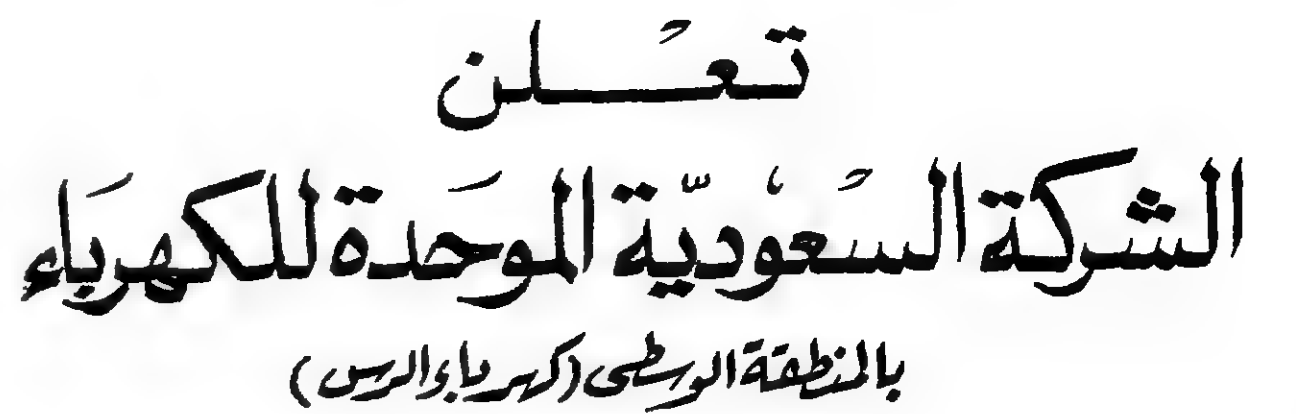 تعلن
الشركة السعودية الموحدة للكهرباء
بالمنطقة الوسطى (كهرباء الرس)